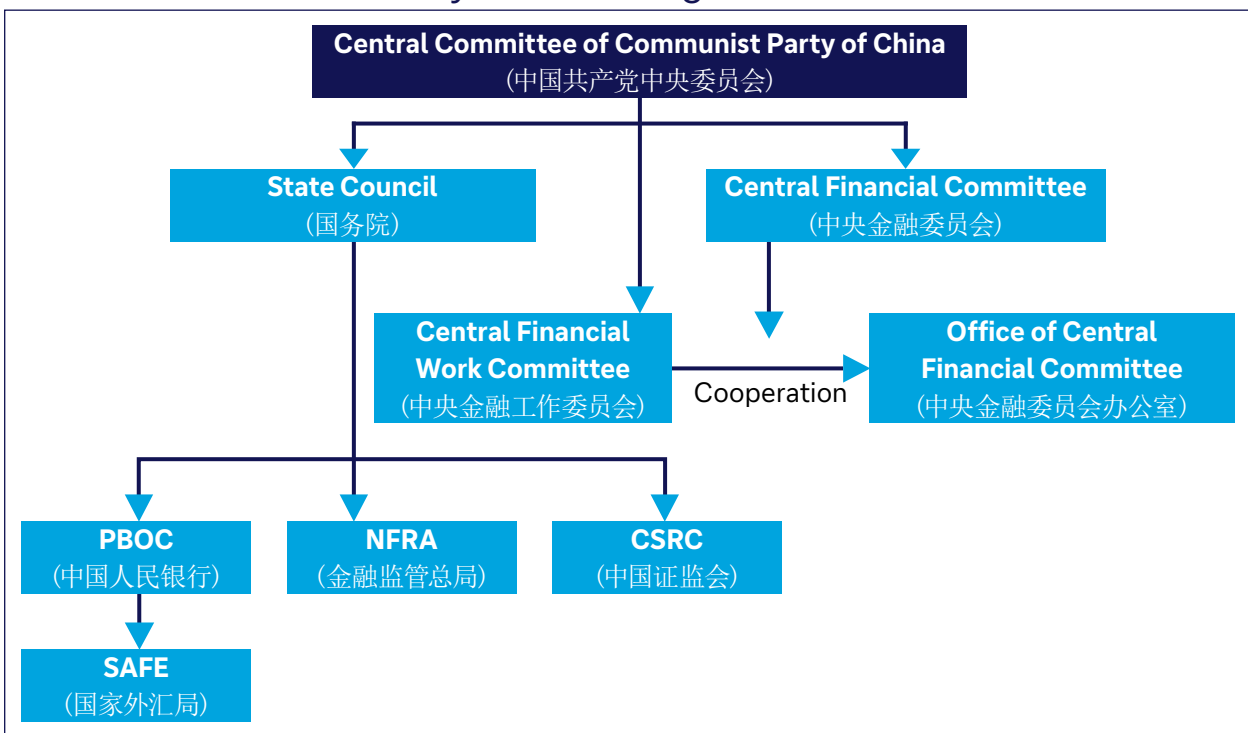 Central Committee of Communist Party of China
(中国共产党中央委员会)
State Council
(国务院)
Central Financial Committee
(中央金融委员会)
Central Financial
Work Committee
(中央金融工作委员会)
Cooperation
Office of Central
Financial Committee
(中央金融委员会办公室)
PBOC
(中国人民银行)
NFRA
(金融监管总局)
CSRC
(中国证监会)
SAFE
(国家外汇局)